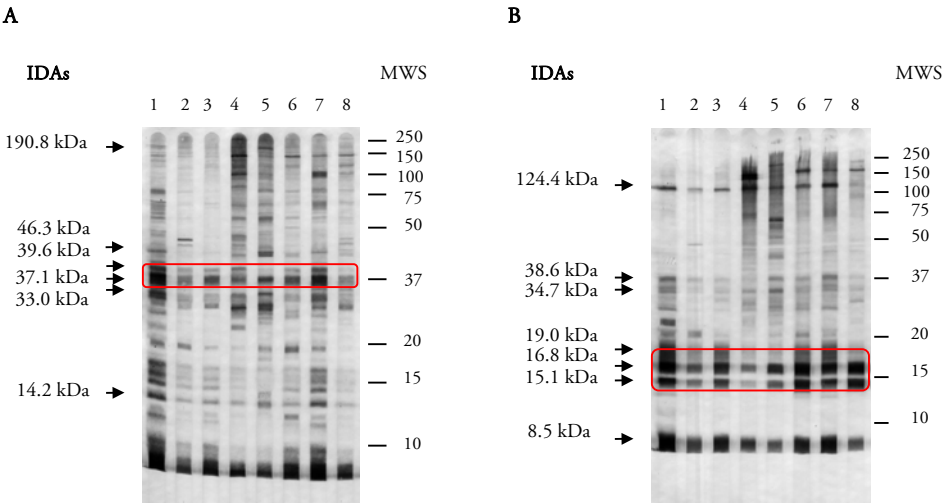 A
IDAs
MWS
1 2 3 4 5 6 7 8
190.8 kDa
46.3 kDa
39.6 kDa
37.1 kDa
33.0 kDa
14.2 kDa
250
150
100
75
50
37
20
15
10
B
IDAs
MWS
1 2 3 4 5 6 7 8
124.4 kDa
38.6 kDa
34.7 kDa
19.0 kDa
16.8 kDa
15.1 kDa
8.5 kDa
250
150
100
75
50
37
20
15
10